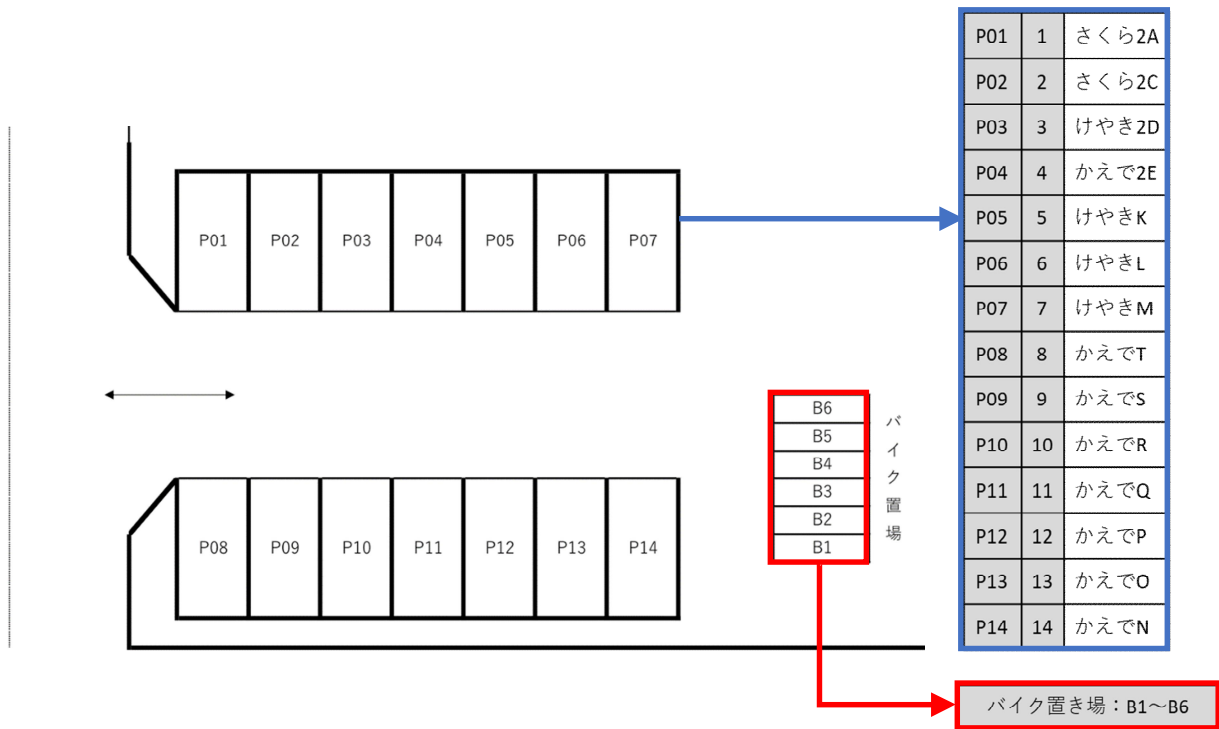 P01 1 さくら2A
P02 2 さくら2C
P03 3 けやき2D
P04 4 かえで2E
P05 5 けやきK
P06 6 けやきL
P07 7 けやきM
P08 8 かえでT
P09 9 かえでS
P10 10 かえでR
P11 11 かえでQ
P12 12 かえでP
P13 13 かえでO
P14 14 かえでN
P01 P02 P03 P04 P05 P06 P07
B6
B5
B4
B3
B2
B1
バイク置場
P08 P09 P10 P11 P12 P13 P14
バイク置き場：B1～B6